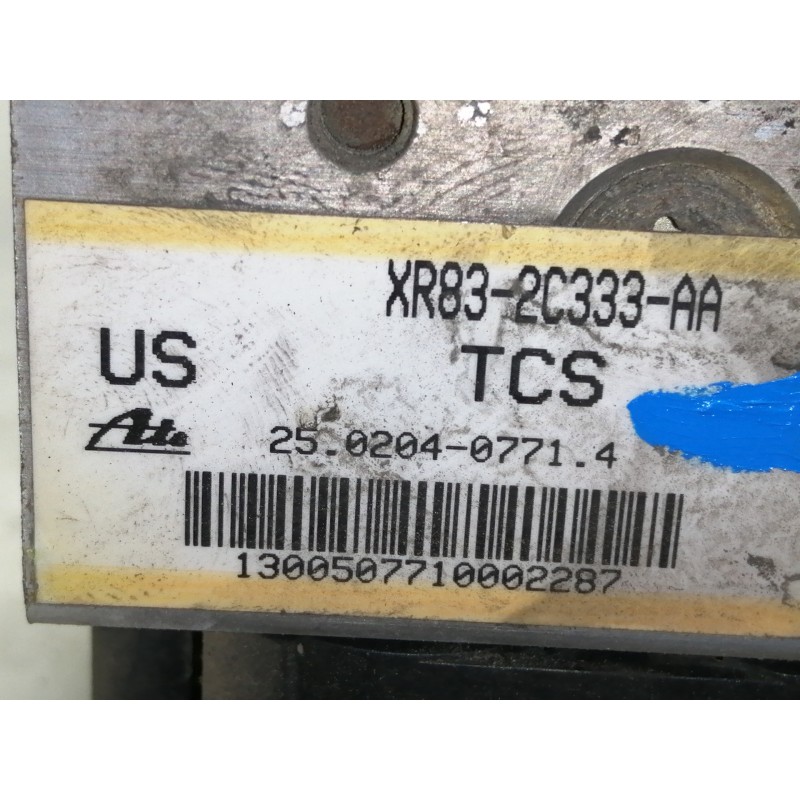 XR83-2C333-AA
US TCS
Ate 25.0204-0771.4
1300507710002287